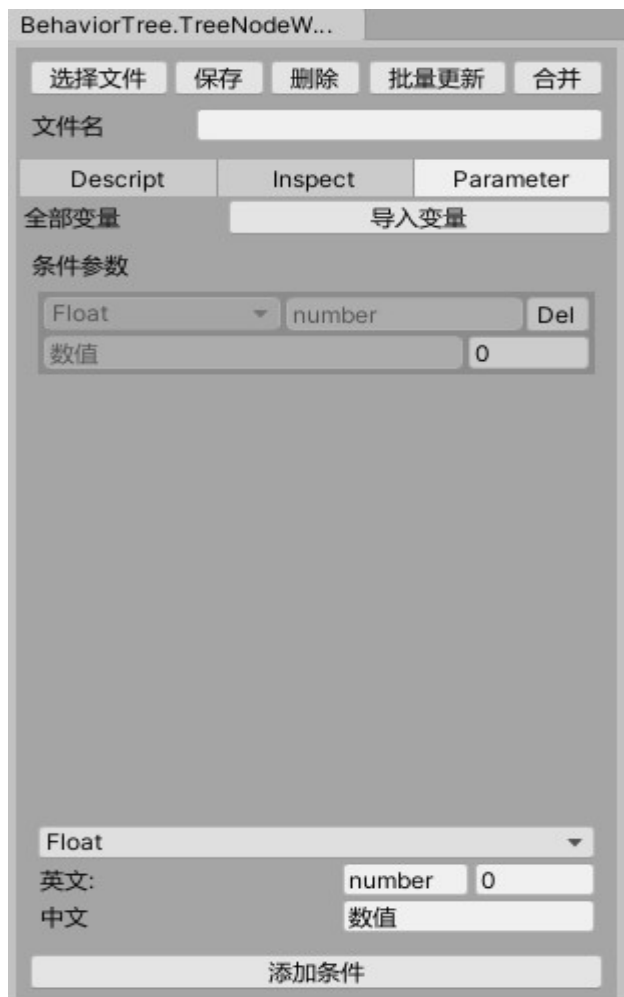 BehaviorTree.TreeNodeW...
选择文件 保存 删除 批量更新 合并
文件名
Descript Inspect Parameter
全部变量 导入变量
条件参数
Float number Del
数值 0
Float
英文: number 0
中文 数值
添加条件